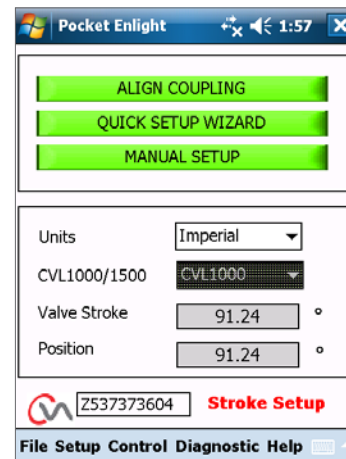 Pocket Enlight 1:57
ALIGN COUPLING
QUICK SETUP WIZARD
MANUAL SETUP
Units Imperial
CVL1000/1500 CVL1000
Valve Stroke 91.24 °
Position 91.24 °
Z537373604 Stroke Setup
File Setup Control Diagnostic Help